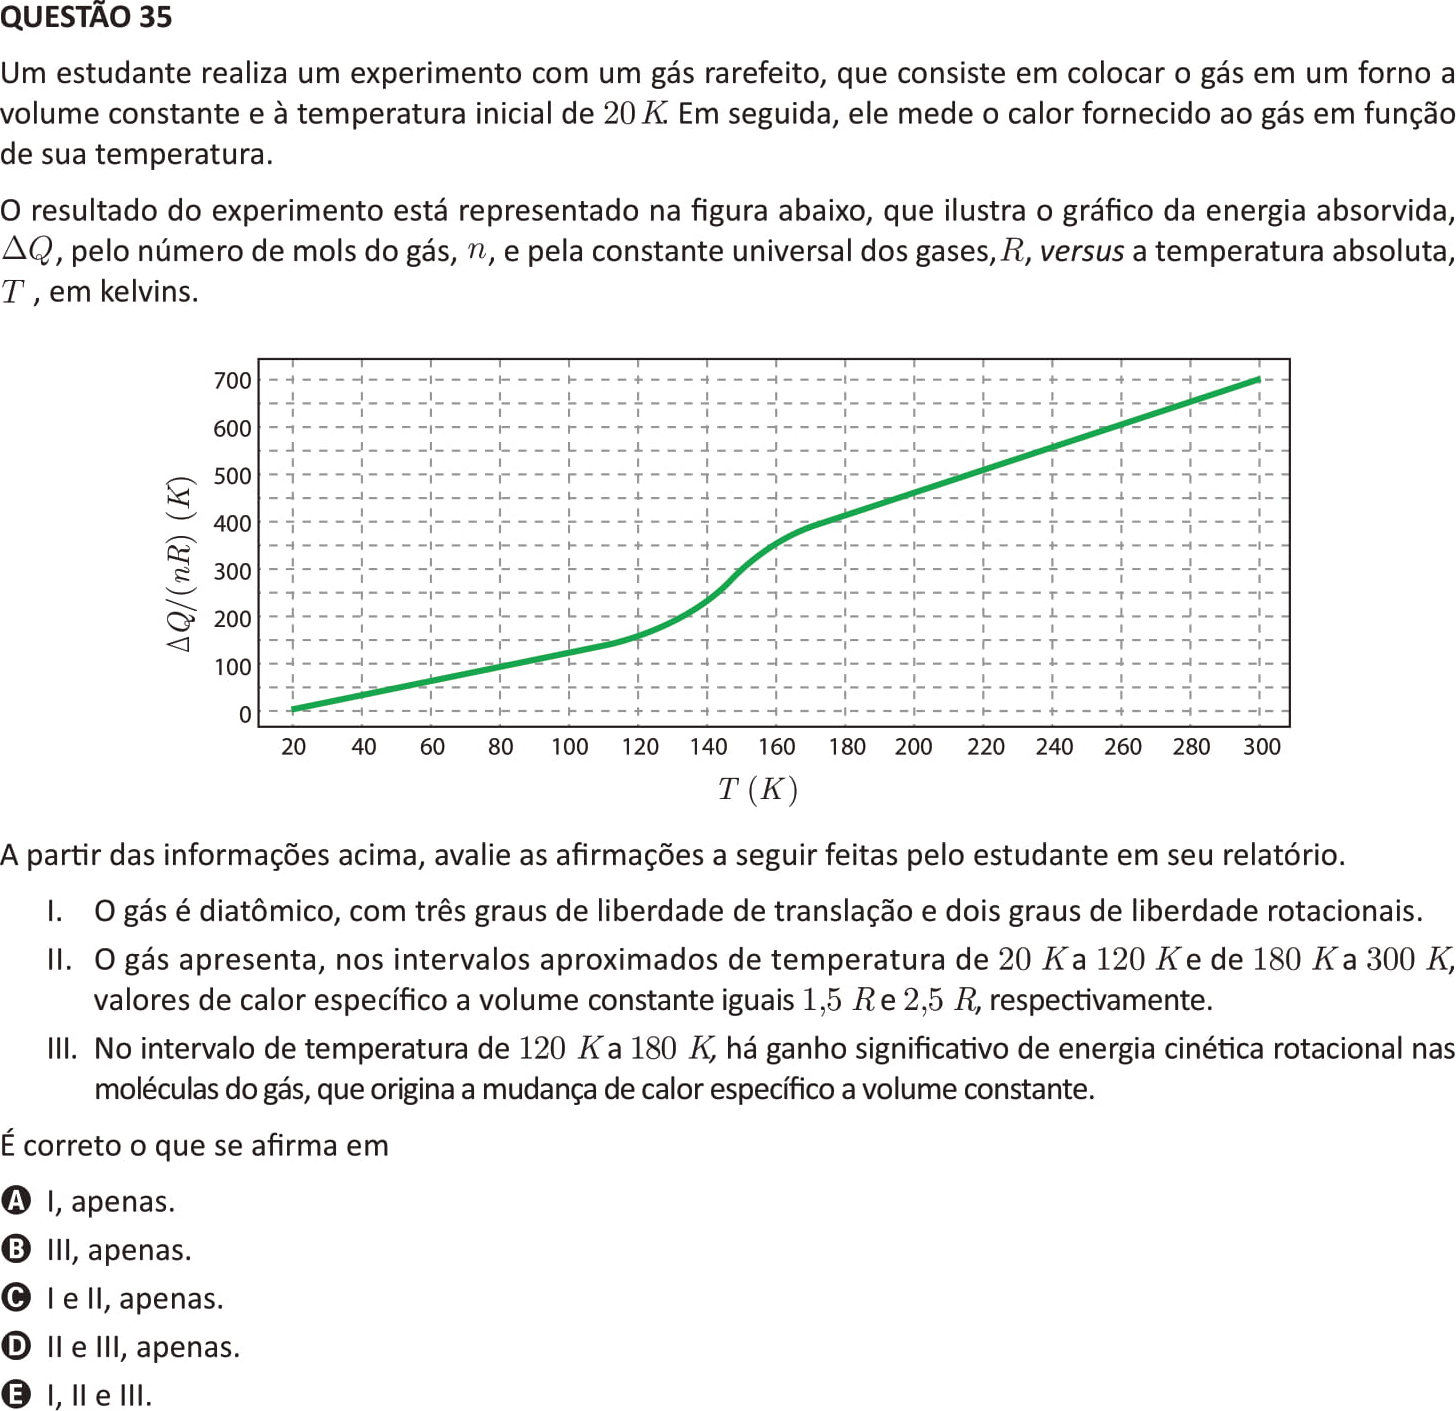 QUESTÃO 35
Um estudante realiza um experimento com um gás rarefeito, que consiste em colocar o gás em um forno a
volume constante e à temperatura inicial de 20 K. Em seguida, ele mede o calor fornecido ao gás em função
de sua temperatura.
O resultado do experimento está representado na figura abaixo, que ilustra o gráfico da energia absorvida,
ΔQ, pelo número de mols do gás, n, e pela constante universal dos gases, R, versus a temperatura absoluta,
T , em kelvins.
700
600
500
400
300
200
100
0
ΔQ/(nR) (K)
20 40 60 80 100 120 140 160 180 200 220 240 260 280 300
T (K)
A partir das informações acima, avalie as afirmações a seguir feitas pelo estudante em seu relatório.
I. O gás é diatômico, com três graus de liberdade de translação e dois graus de liberdade rotacionais.
II. O gás apresenta, nos intervalos aproximados de temperatura de 20 K a 120 K e de 180 K a 300 K,
valores de calor específico a volume constante iguais 1,5 R e 2,5 R, respectivamente.
III. No intervalo de temperatura de 120 K a 180 K, há ganho significativo de energia cinética rotacional nas
moléculas do gás, que origina a mudança de calor específico a volume constante.
É correto o que se afirma em
A I, apenas.
B III, apenas.
C I e II, apenas.
D II e III, apenas.
E I, II e III.